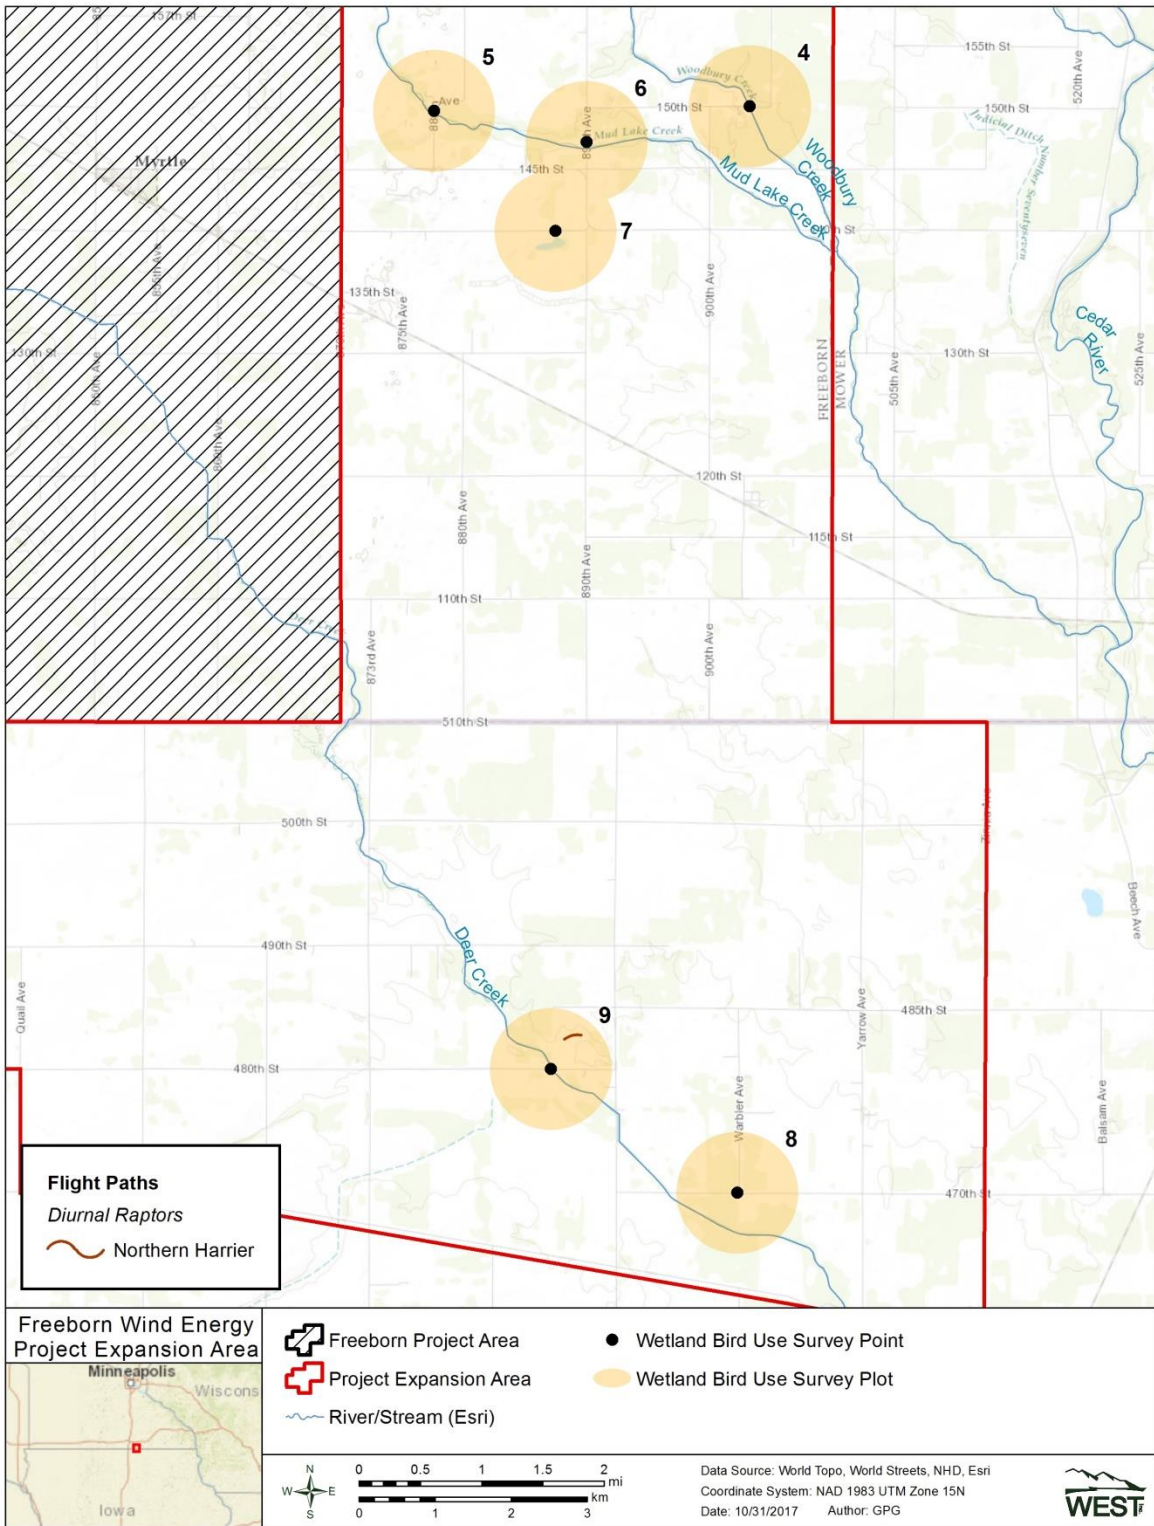 157th St
5
4
155th St
520th Ave
6
Woodbury Creek
Ave
150th St
150th St
Mud Lake Creek
Judicial Ditch Number Seventyseven
Myrtle
145th St
Woodbury Creek
Mud Lake Creek
7
855th Ave
135th St
875th Ave
900th Ave
Cedar River
130th St
860th Ave
FREEBORN
MOWER
505th Ave
130th St
525th Ave
120th St
880th Ave
115th St
890th Ave
110th St
Deer Creek
873rd Ave
900th Ave
510th St
500th St
Beech Ave
490th St
Deer Creek
Quail Ave
Yarrow Ave
485th St
9
480th St
Warbler Ave
Balsam Ave
8
470th St
Flight Paths
Diurnal Raptors
Northern Harrier
Freeborn Wind Energy
Project Expansion Area
Minneapolis
Wiscons
Iowa
Freeborn Project Area
Wetland Bird Use Survey Point
Project Expansion Area
Wetland Bird Use Survey Plot
River/Stream (Esri)
N
W E
S
0 0.5 1 1.5 2
mi
km
0 1 2 3
Data Source: World Topo, World Streets, NHD, Esri
Coordinate System: NAD 1983 UTM Zone 15N
Date: 10/31/2017 Author: GPG
WEST